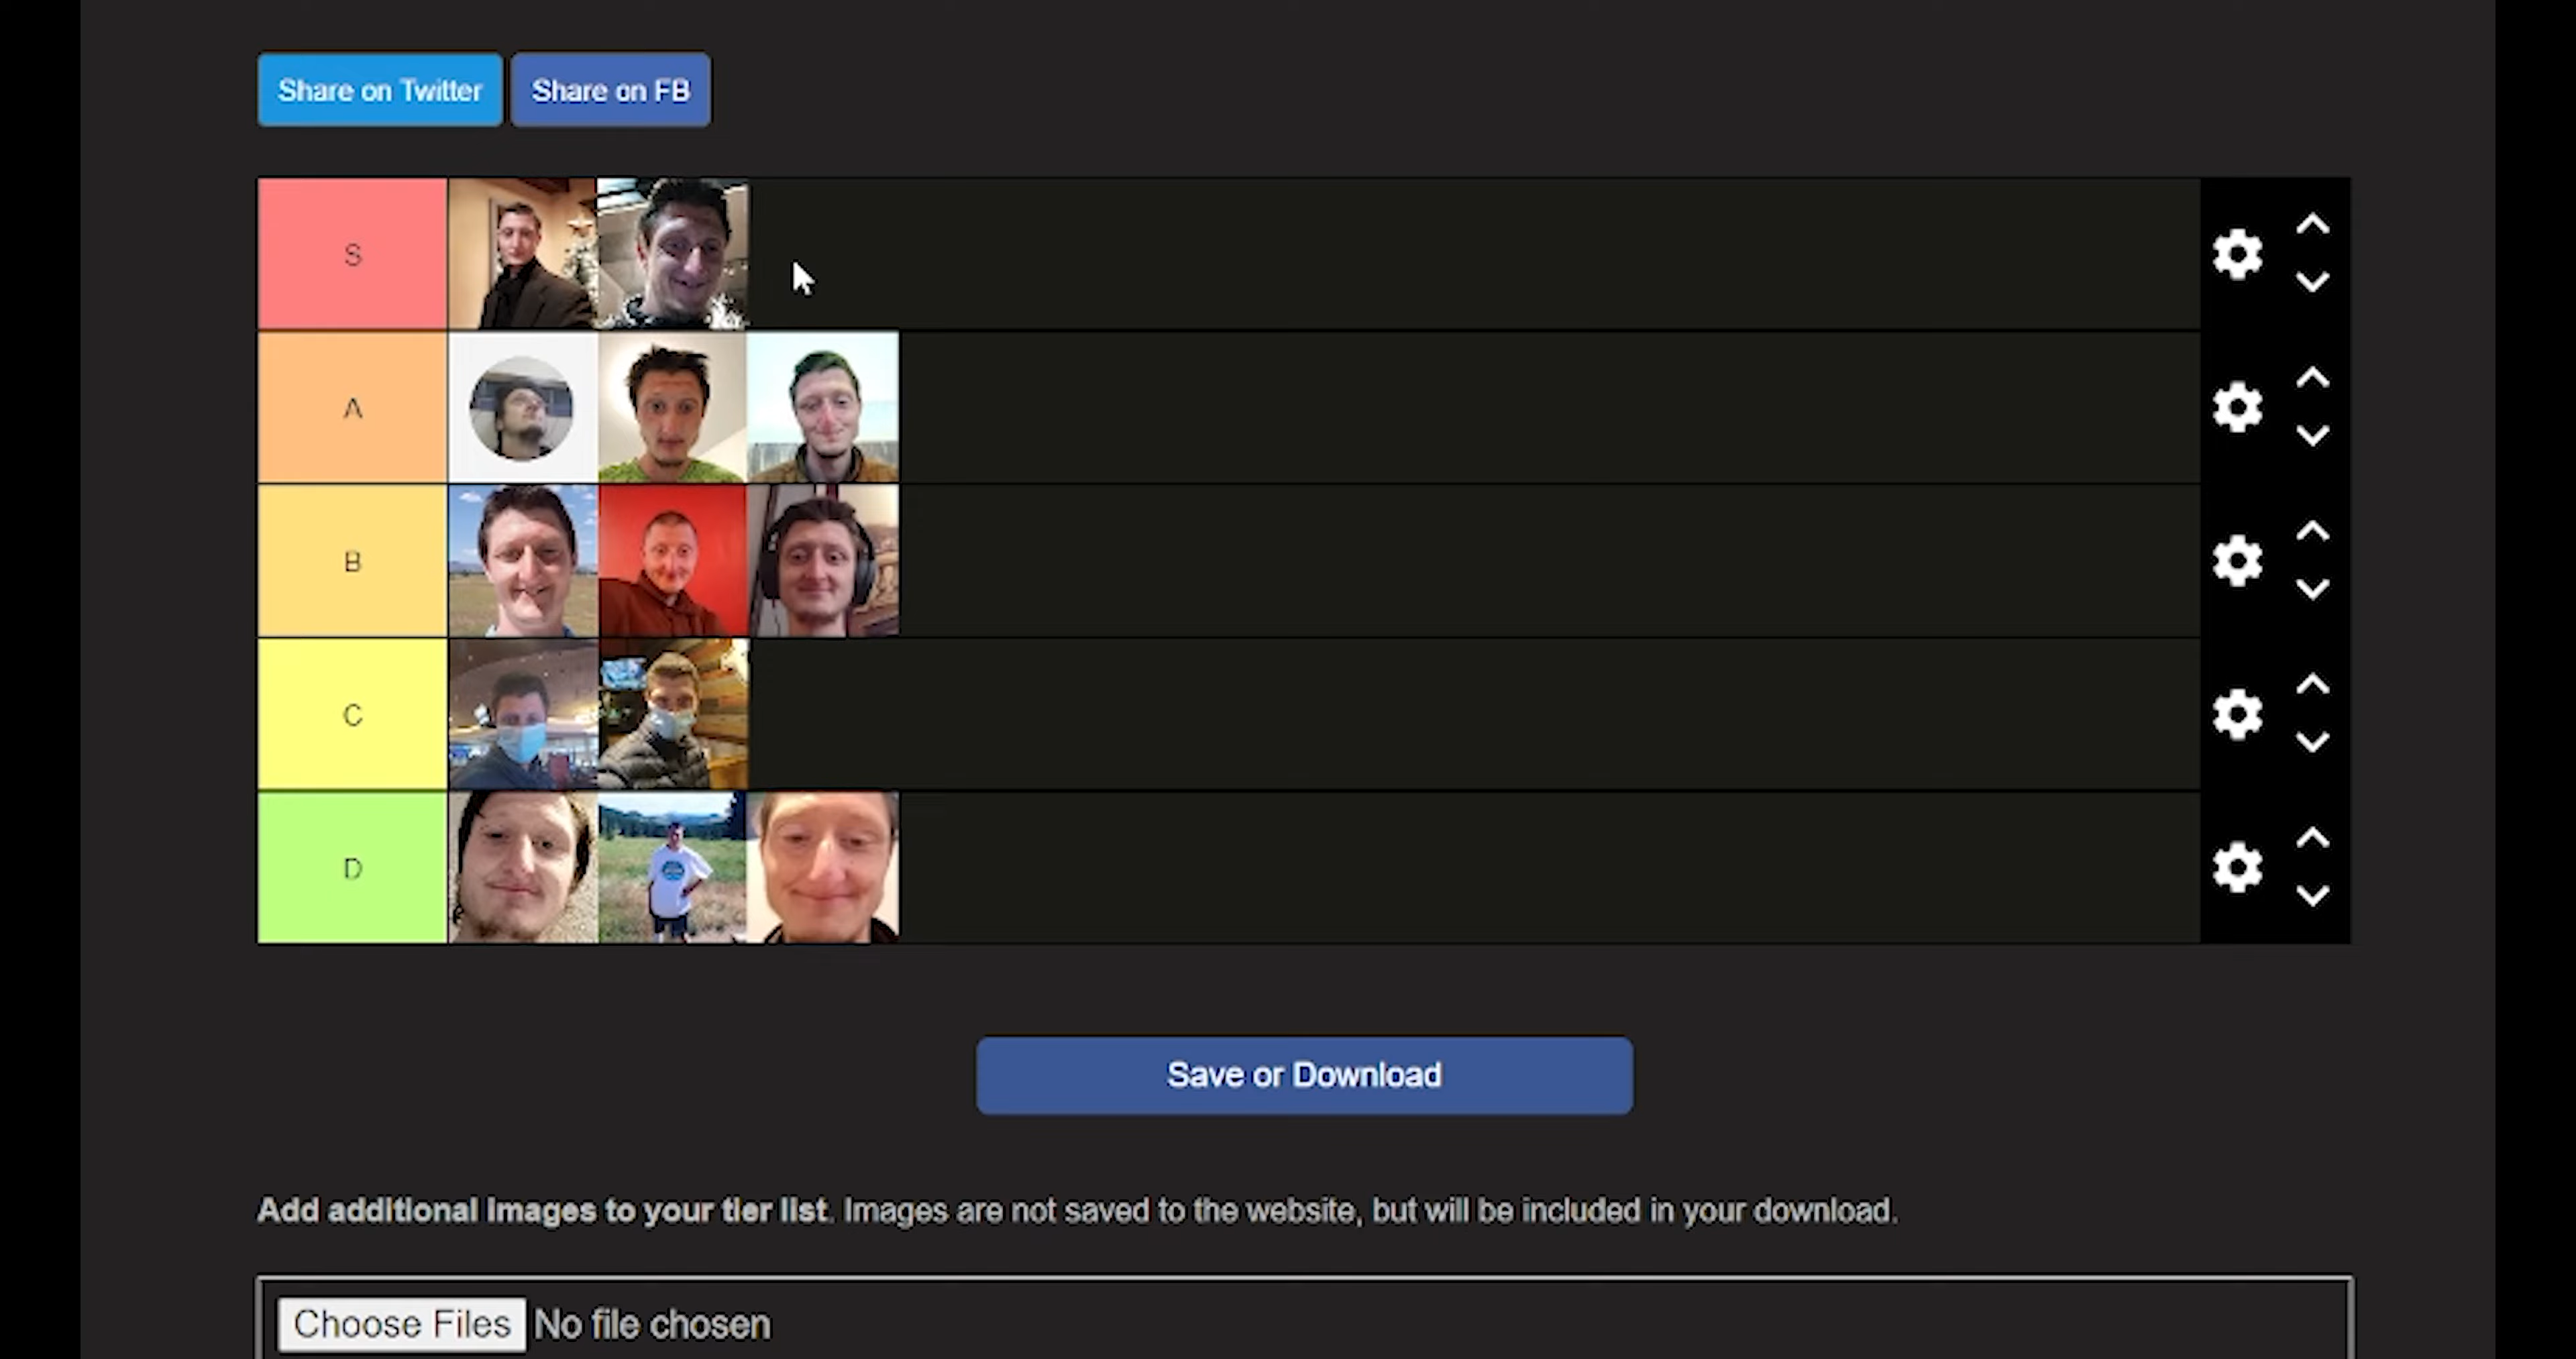 Share on Twitter Share on FB
S
A
B
C
D
Save or Download
Add additional images to your tier list. Images are not saved to the website, but will be included in your download.
Choose Files No file chosen